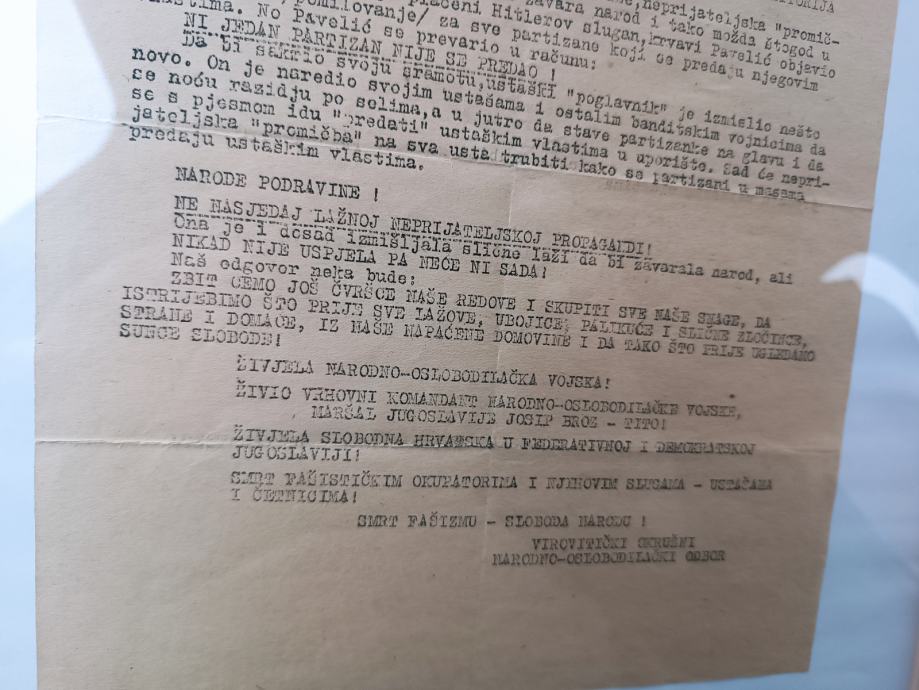 zavara narod i tako možda štogod u
plaćeni Hitlerov slugan,krvavi Pavelić objavio
pomilovanje/ za sve partizane koji se predaju njegovim
No Pavelić se prevario u računu:
NI JEDAN PARTIZAN NIJE SE PREDAO !
Da bi sakrio svoju sramotu,ustaški "poglavnik" je izmislio nešto
novo. On je naredio svojim ustašama i ostalim banditskim vojnicima da
se noću razidju po selima,a u jutro da stave partizanke na glavu i da
se s pjesmom idu "predati" ustaškim vlastima u uporište. Sad će nepri-
jateljska "promičba" na sva usta trubiti kako se partizani u masama
predaju ustaškim vlastima.
NARODE PODRAVINE !
NE NASJEDAJ LAŽNOJ NEPRIJATELJSKOJ PROPAGANDI!
Ona je i dosad izmišljala slične laži da bi zavarala narod, ali
NIKAD NIJE USPJELA PA NEĆE NI SADA!
Naš odgovor neka bude:
ZBIT ĆEMO JOŠ ČVRŠĆE NAŠE REDOVE I SKUPITI SVE NAŠE SNAGE, DA
ISTRIJEBIMO ŠTO PRIJE SVE LAŽOVE, UBOJICE, PALIKUĆE I SLIČNE ZLOČINCE,
STRANE I DOMAĆE, IZ NAŠE NAPAĆENE DOMOVINE I DA TAKO ŠTO PRIJE UGLEDAMO
SUNCE SLOBODE!
ŽIVJELA NARODNO-OSLOBODILAČKA VOJSKA!
ŽIVIO VRHOVNI KOMANDANT NARODNO-OSLOBODILAČKE VOJSKE,
MARŠAL JUGOSLAVIJE JOSIP BROZ - TITO!
ŽIVJELA SLOBODNA HRVATSKA U FEDERATIVNOJ I DEMOKRATSKOJ
JUGOSLAVIJI!
SMRT FAŠISTIČKIM OKUPATORIMA I NJIHOVIM SLUGAMA - USTAŠAMA
I ČETNICIMA!
SMRT FAŠIZMU - SLOBODA NARODU !
VIROVITIČKI OKRUŽNI
NARODNO-OSLOBODILAČKI ODBOR